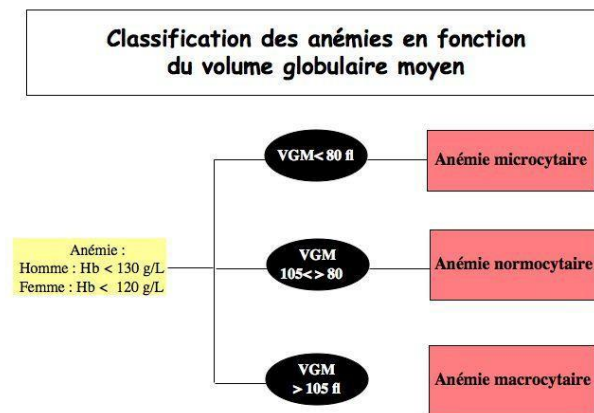 Classification des anémies en fonction
du volume globulaire moyen
VGM< 80 fl
Anémie microcytaire
Anémie :
Homme : Hb < 130 g/L
Femme : Hb < 120 g/L
VGM
105<> 80
Anémie normocytaire
VGM
> 105 fl
Anémie macrocytaire